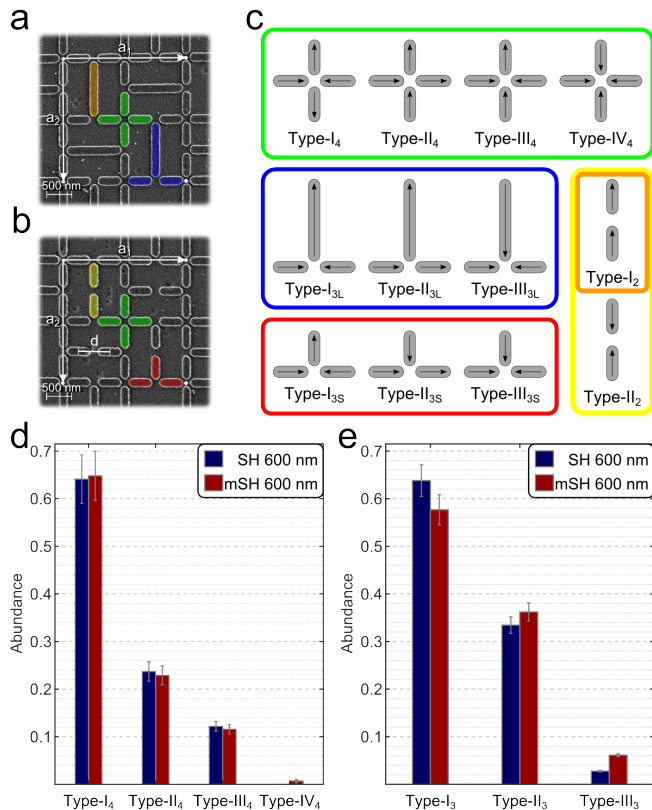 a
a₁
a₂
500 nm
b
a₁
a₂
d
500 nm
c
Type-I₄ Type-II₄ Type-III₄ Type-IV₄
Type-I₃L Type-II₃L Type-III₃L
Type-I₂
Type-I₃S Type-II₃S Type-III₃S
Type-II₂
d
SH 600 nm
mSH 600 nm
Abundance
0.7
0.6
0.5
0.4
0.3
0.2
0.1
Type-I₄ Type-II₄ Type-III₄ Type-IV₄
e
SH 600 nm
mSH 600 nm
Abundance
0.7
0.6
0.5
0.4
0.3
0.2
0.1
Type-I₃ Type-II₃ Type-III₃